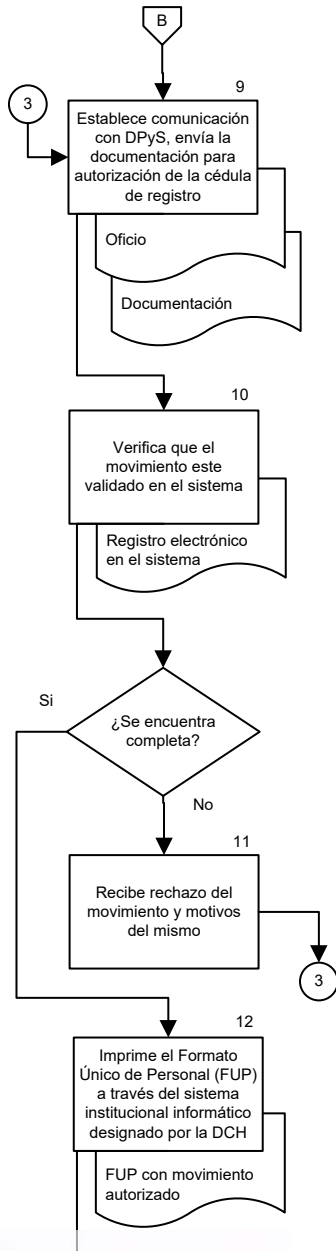 B
9
3
Establece comunicación
con DPyS, envía la
documentación para
autorización de la cédula
de registro
Oficio
Documentación
10
Verifica que el
movimiento este
validado en el sistema
Registro electrónico
en el sistema
Si
¿Se encuentra
completa?
No
11
Recibe rechazo del
movimiento y motivos
del mismo
3
12
Imprime el Formato
Único de Personal (FUP)
a través del sistema
institucional informático
designado por la DCH
FUP con movimiento
autorizado